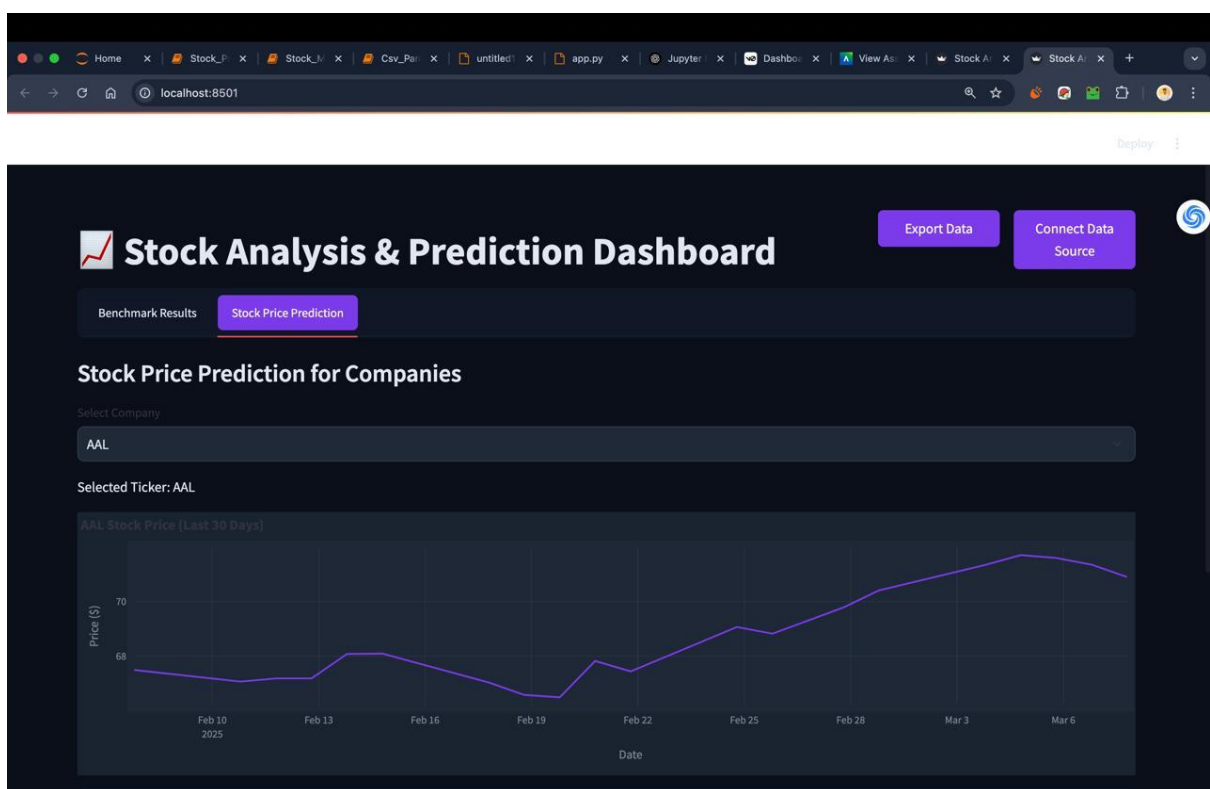 Home
Stock_P
Stock_M
Csv_Par
untitled1
app.py
Jupyter
Dashboa
View Ass
Stock A
Stock A
localhost:8501
Deploy
Export Data
Connect Data
Source
Stock Analysis & Prediction Dashboard
Benchmark Results
Stock Price Prediction
Stock Price Prediction for Companies
Select Company
AAL
Selected Ticker: AAL
AAL Stock Price (Last 30 Days)
Price ($)
70
68
Feb 10
2025
Feb 13
Feb 16
Feb 19
Feb 22
Feb 25
Feb 28
Mar 3
Mar 6
Date